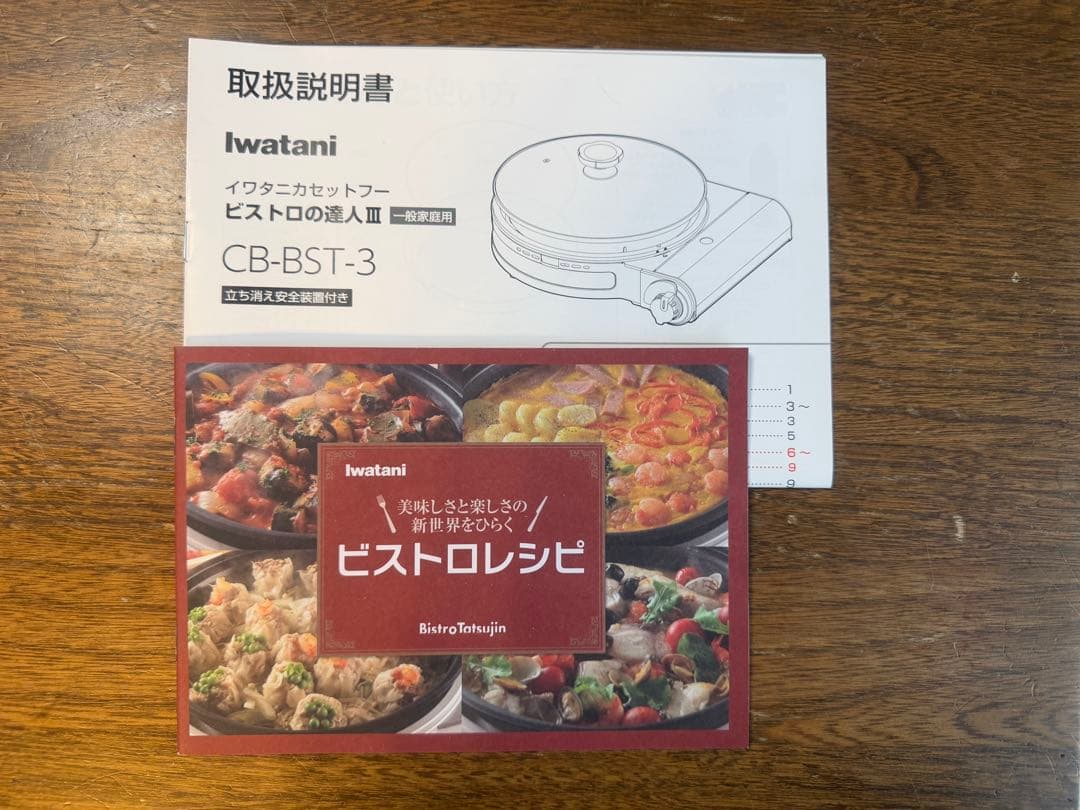 取扱説明書
Iwatani
イワタニカセットフー
ビストロの達人Ⅲ 一般家庭用
CB-BST-3
立ち消え安全装置付き
1
3～
3
5
6～
9
9
Iwatani
美味しさと楽しさの
新世界をひらく
ビストロレシピ
BistroTatsujin